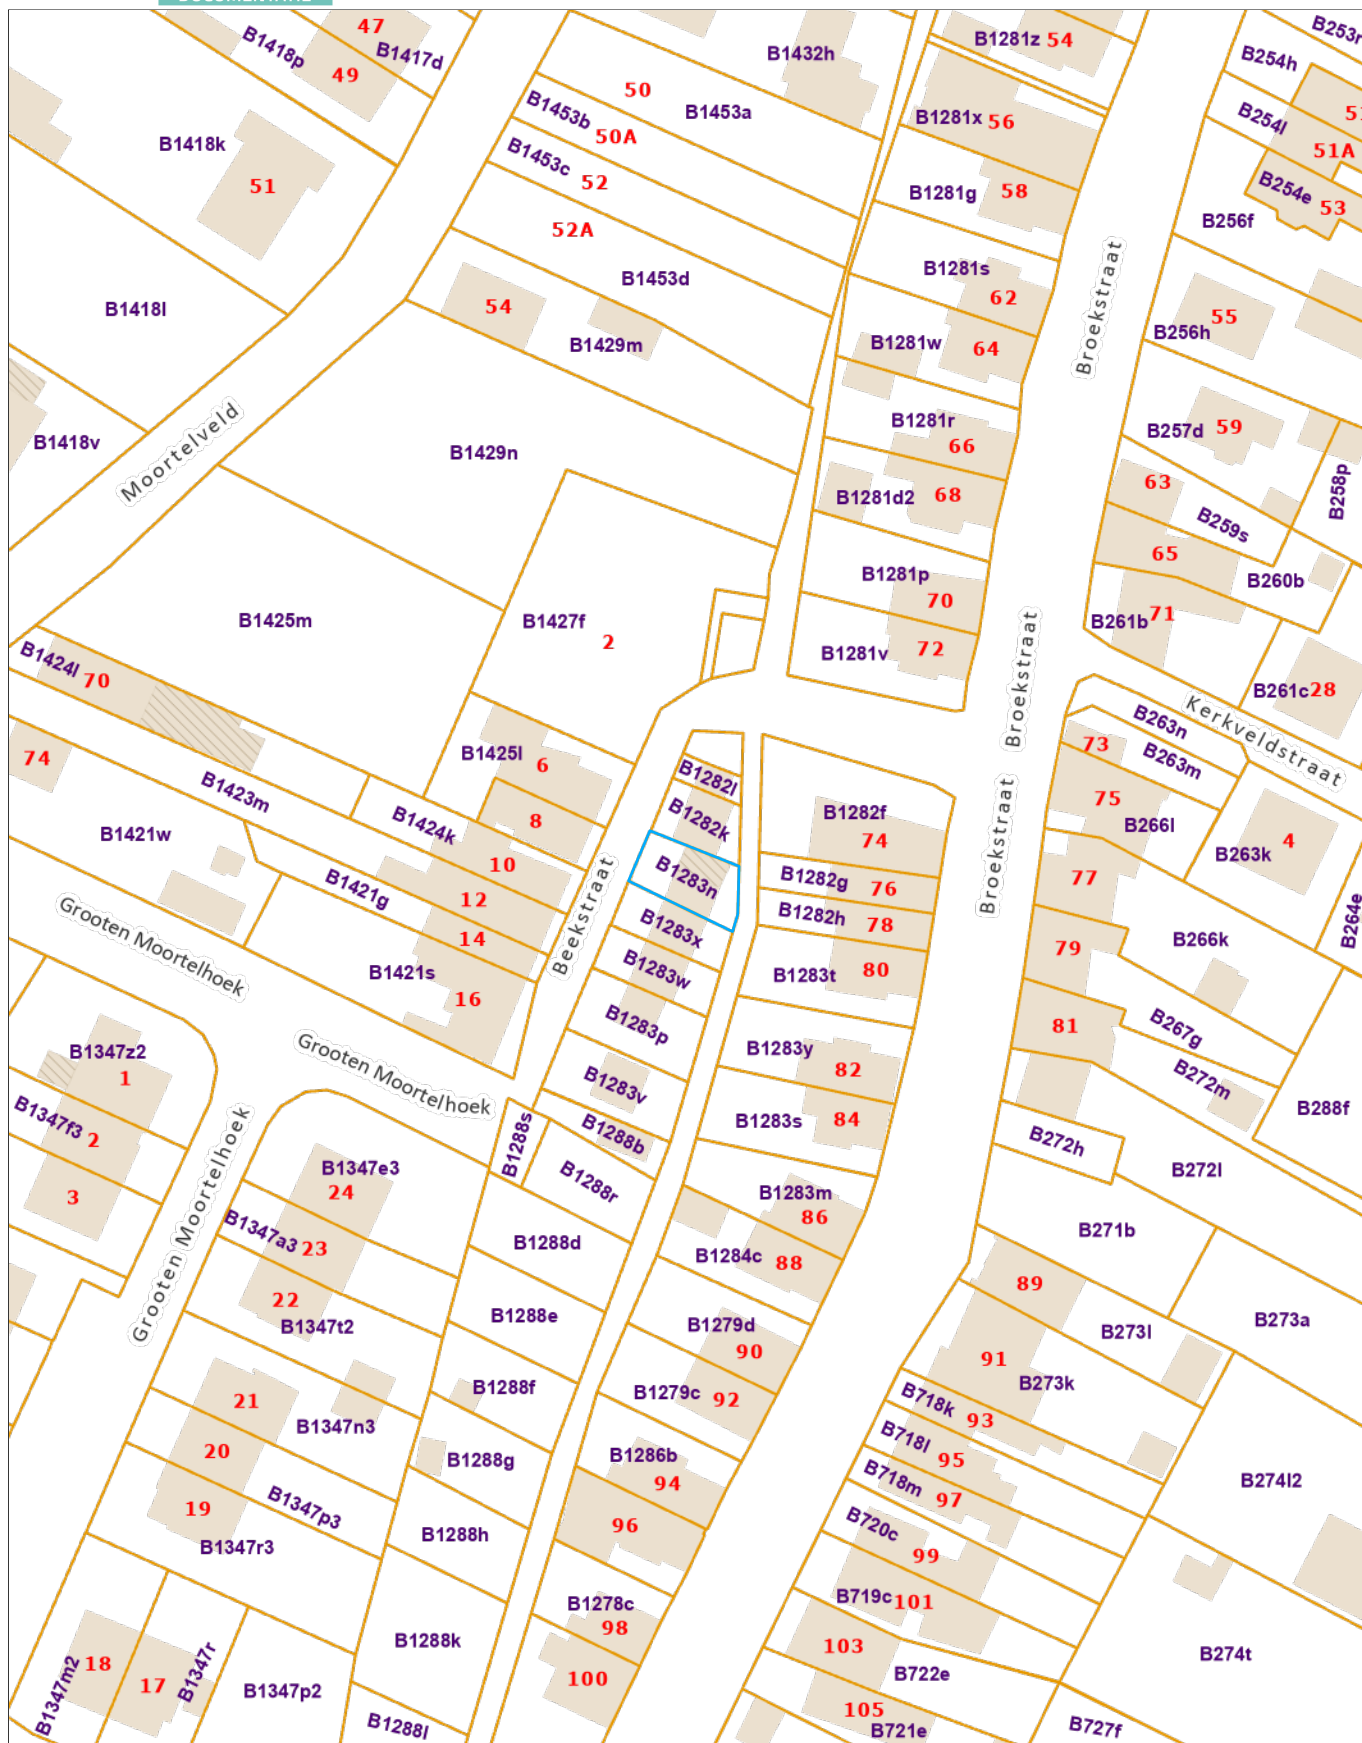 47
B1417d
B1418p
49
B1418k
51
B1418l
B1418v
Moortelveld
B1432h
50
B1453a
B1453b
50A
B1453c
52
52A
B1453d
54
B1429m
B1429n
B1281z 54
B1281x 56
B1281g 58
B1281s
62
B1281w 64
B1281r
66
B1281d2 68
B1281p
70
B1281v 72
Broekstraat
B253r
B254h
B254l
51A
B254e
53
B256f
55
B256h
59
B257d
B258p
63
B259s
65
B260b
71
B261b
B261c 28
Kerkveldstraat
B1425m
B1427f
2
B1424l
70
74
B1423m
B1421w
B1424k
B1421g
B1425l
6
8
10
12
14
B1421s
16
Beekstraat
Grooten Moortelhoek
Grooten Moortelhoek
B1282l
B1282k
B1283n
B1283x
B1283w
B1283p
B1283v
B1288b
B1288s
B1288r
B1282f
74
B1282g 76
B1282h 78
B1283t 80
B1283y
82
B1283s 84
B1283m
86
B1284c 88
Broekstraat
Broekstraat
B263n
73
B263m
75
B266l
B263k
4
77
B264e
79
B266k
81
B267g
B272m
B288f
B272h
B272l
B271b
B273a
B1347z2
1
B1347f3
2
3
Grooten Moortelhoek
B1347e3
24
B1347a3
23
22
B1347t2
21
B1347n3
20
B1347p3
19
B1347r3
18
17
B1347m2
B1347r
B1347p2
B1288d
B1288e
B1288f
B1288g
B1288h
B1288k
B1288l
B1279d
90
B1279c 92
B1286b
94
96
B1278c
98
100
89
B273l
91
B273k
B718k
93
B718l
95
B718m
97
B720c
99
B719c 101
103
B722e
105
B721e
B727f
B274l2
B274t